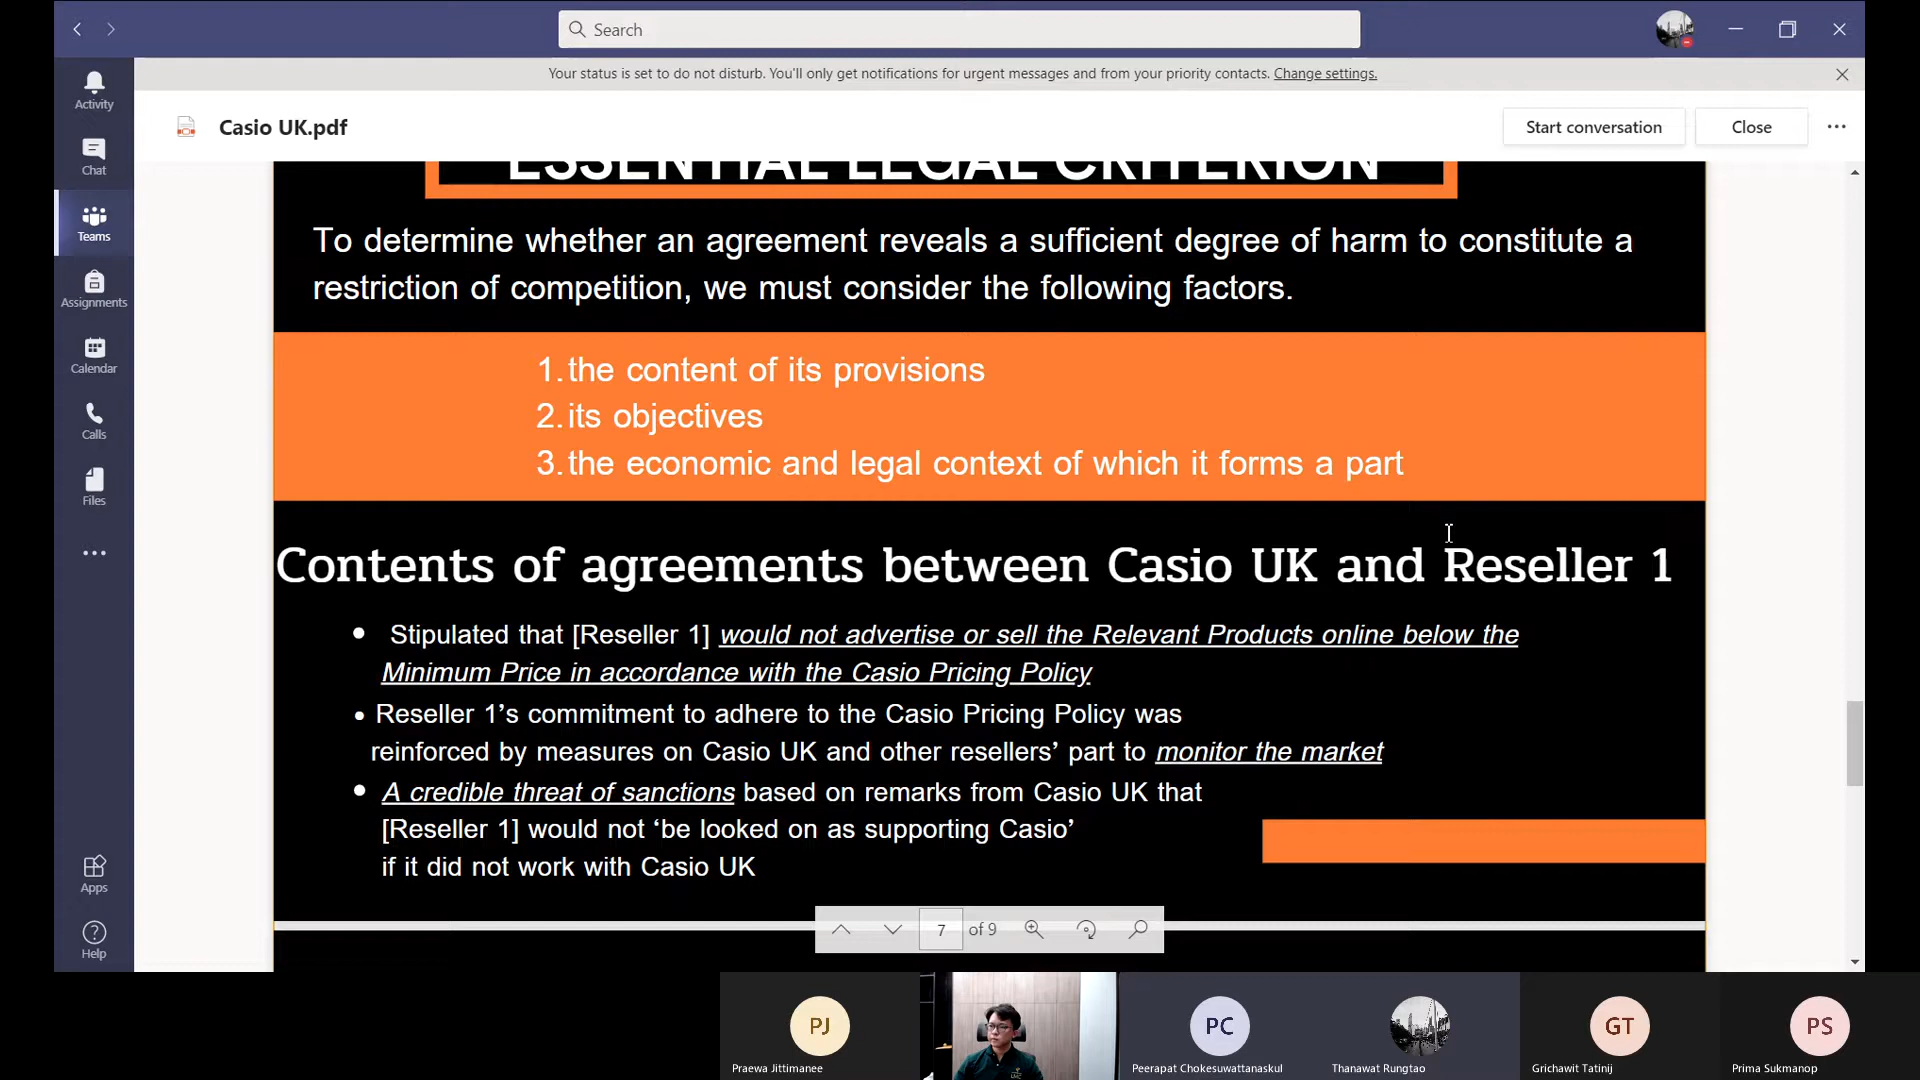 Search
Your status is set to do not disturb. You'll only get notifications for urgent messages and from your priority contacts. Change settings.
Activity
Chat
Teams
Assignments
Calendar
Calls
Files
Apps
Help
Casio UK.pdf
Start conversation
Close
ESSENTIAL LEGAL CRITERION
To determine whether an agreement reveals a sufficient degree of harm to constitute a
restriction of competition, we must consider the following factors.
1. the content of its provisions
2. its objectives
3. the economic and legal context of which it forms a part
Contents of agreements between Casio UK and Reseller 1
• Stipulated that [Reseller 1] would not advertise or sell the Relevant Products online below the
Minimum Price in accordance with the Casio Pricing Policy
• Reseller 1’s commitment to adhere to the Casio Pricing Policy was
reinforced by measures on Casio UK and other resellers’ part to monitor the market
• A credible threat of sanctions based on remarks from Casio UK that
[Reseller 1] would not ‘be looked on as supporting Casio’
if it did not work with Casio UK
7 of 9
PJ
Praewa Jittimanee
PC
Peerapat Chokesuwattanaskul
Thanawat Rungtao
GT
Grichawit Tatinij
PS
Prima Sukmanop